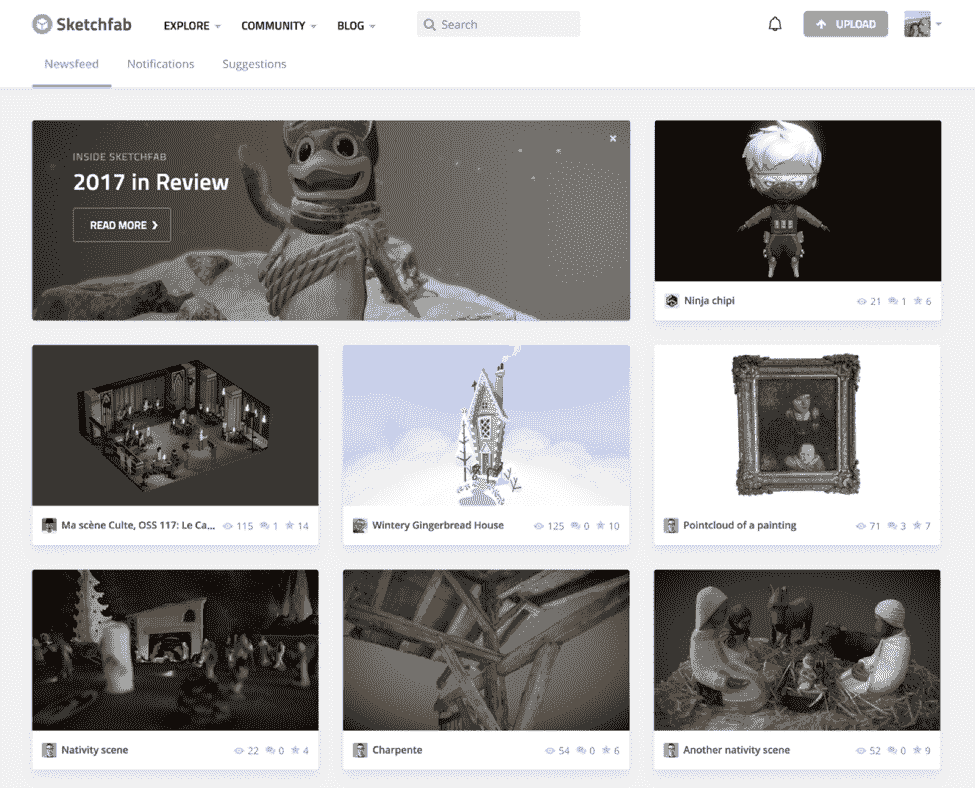 Sketchfab EXPLORE COMMUNITY BLOG Search UPLOAD
Newsfeed Notifications Suggestions
INSIDE SKETCHFAB
2017 in Review
READ MORE
Ninja chipi 21 1 6
Ma scène Culte, OSS 117: Le Ca... 115 1 14
Wintery Gingerbread House 125 0 10
Pointcloud of a painting 71 3 7
Nativity scene 22 0 4
Charpente 54 0 6
Another nativity scene 52 0 9